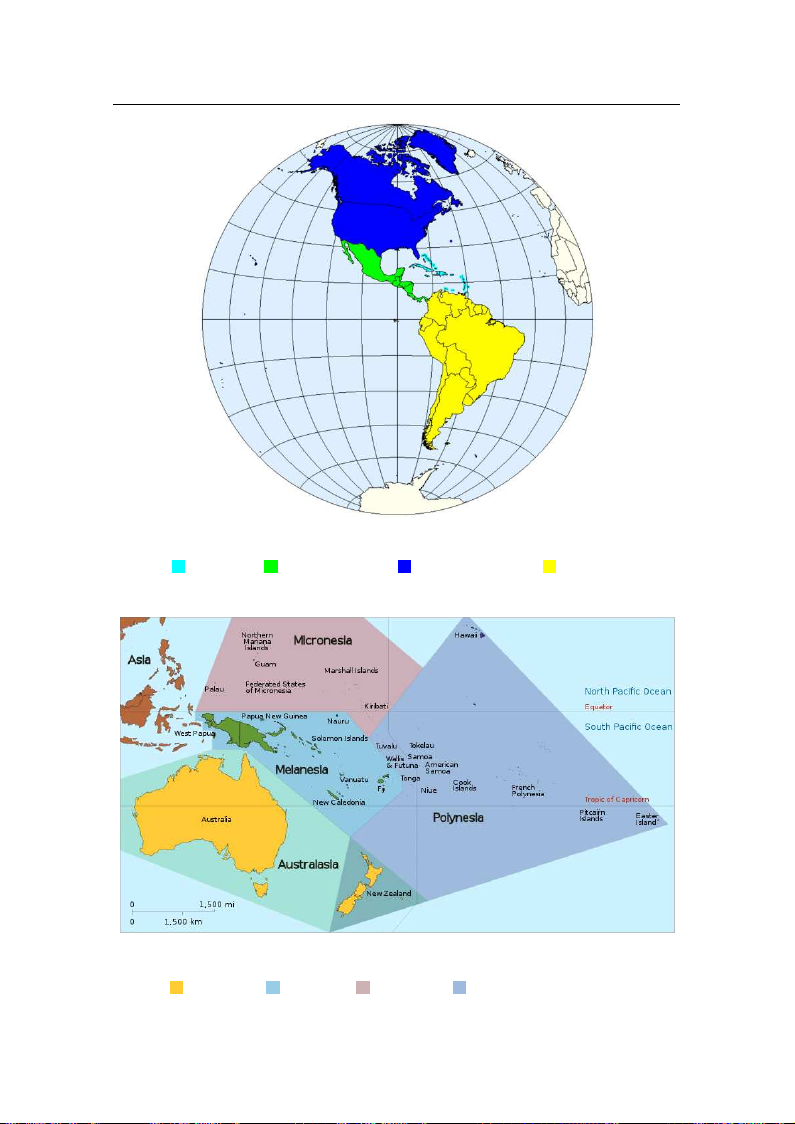 Northern
Mariana
Islands
Micronesia
Hawaii
Asia
Guam
Marshall Islands
Palau
Federated States
of Micronesia
North Pacific Ocean
Kiribati
Equator
Papua New Guinea
Nauru
South Pacific Ocean
West Papua
Solomon Islands
Tuvalu
Tokelau
Wallis
& Futuna
Samoa
American
Samoa
Melanesia
Vanuatu
Fiji
Tonga
Niue
Cook
Islands
French
Polynesia
New Caledonia
Tropic of Capricorn
Australia
Polynesia
Pitcairn
Islands
Easter
Island
Australasia
New Zealand
0 1,500 mi
0 1,500 km